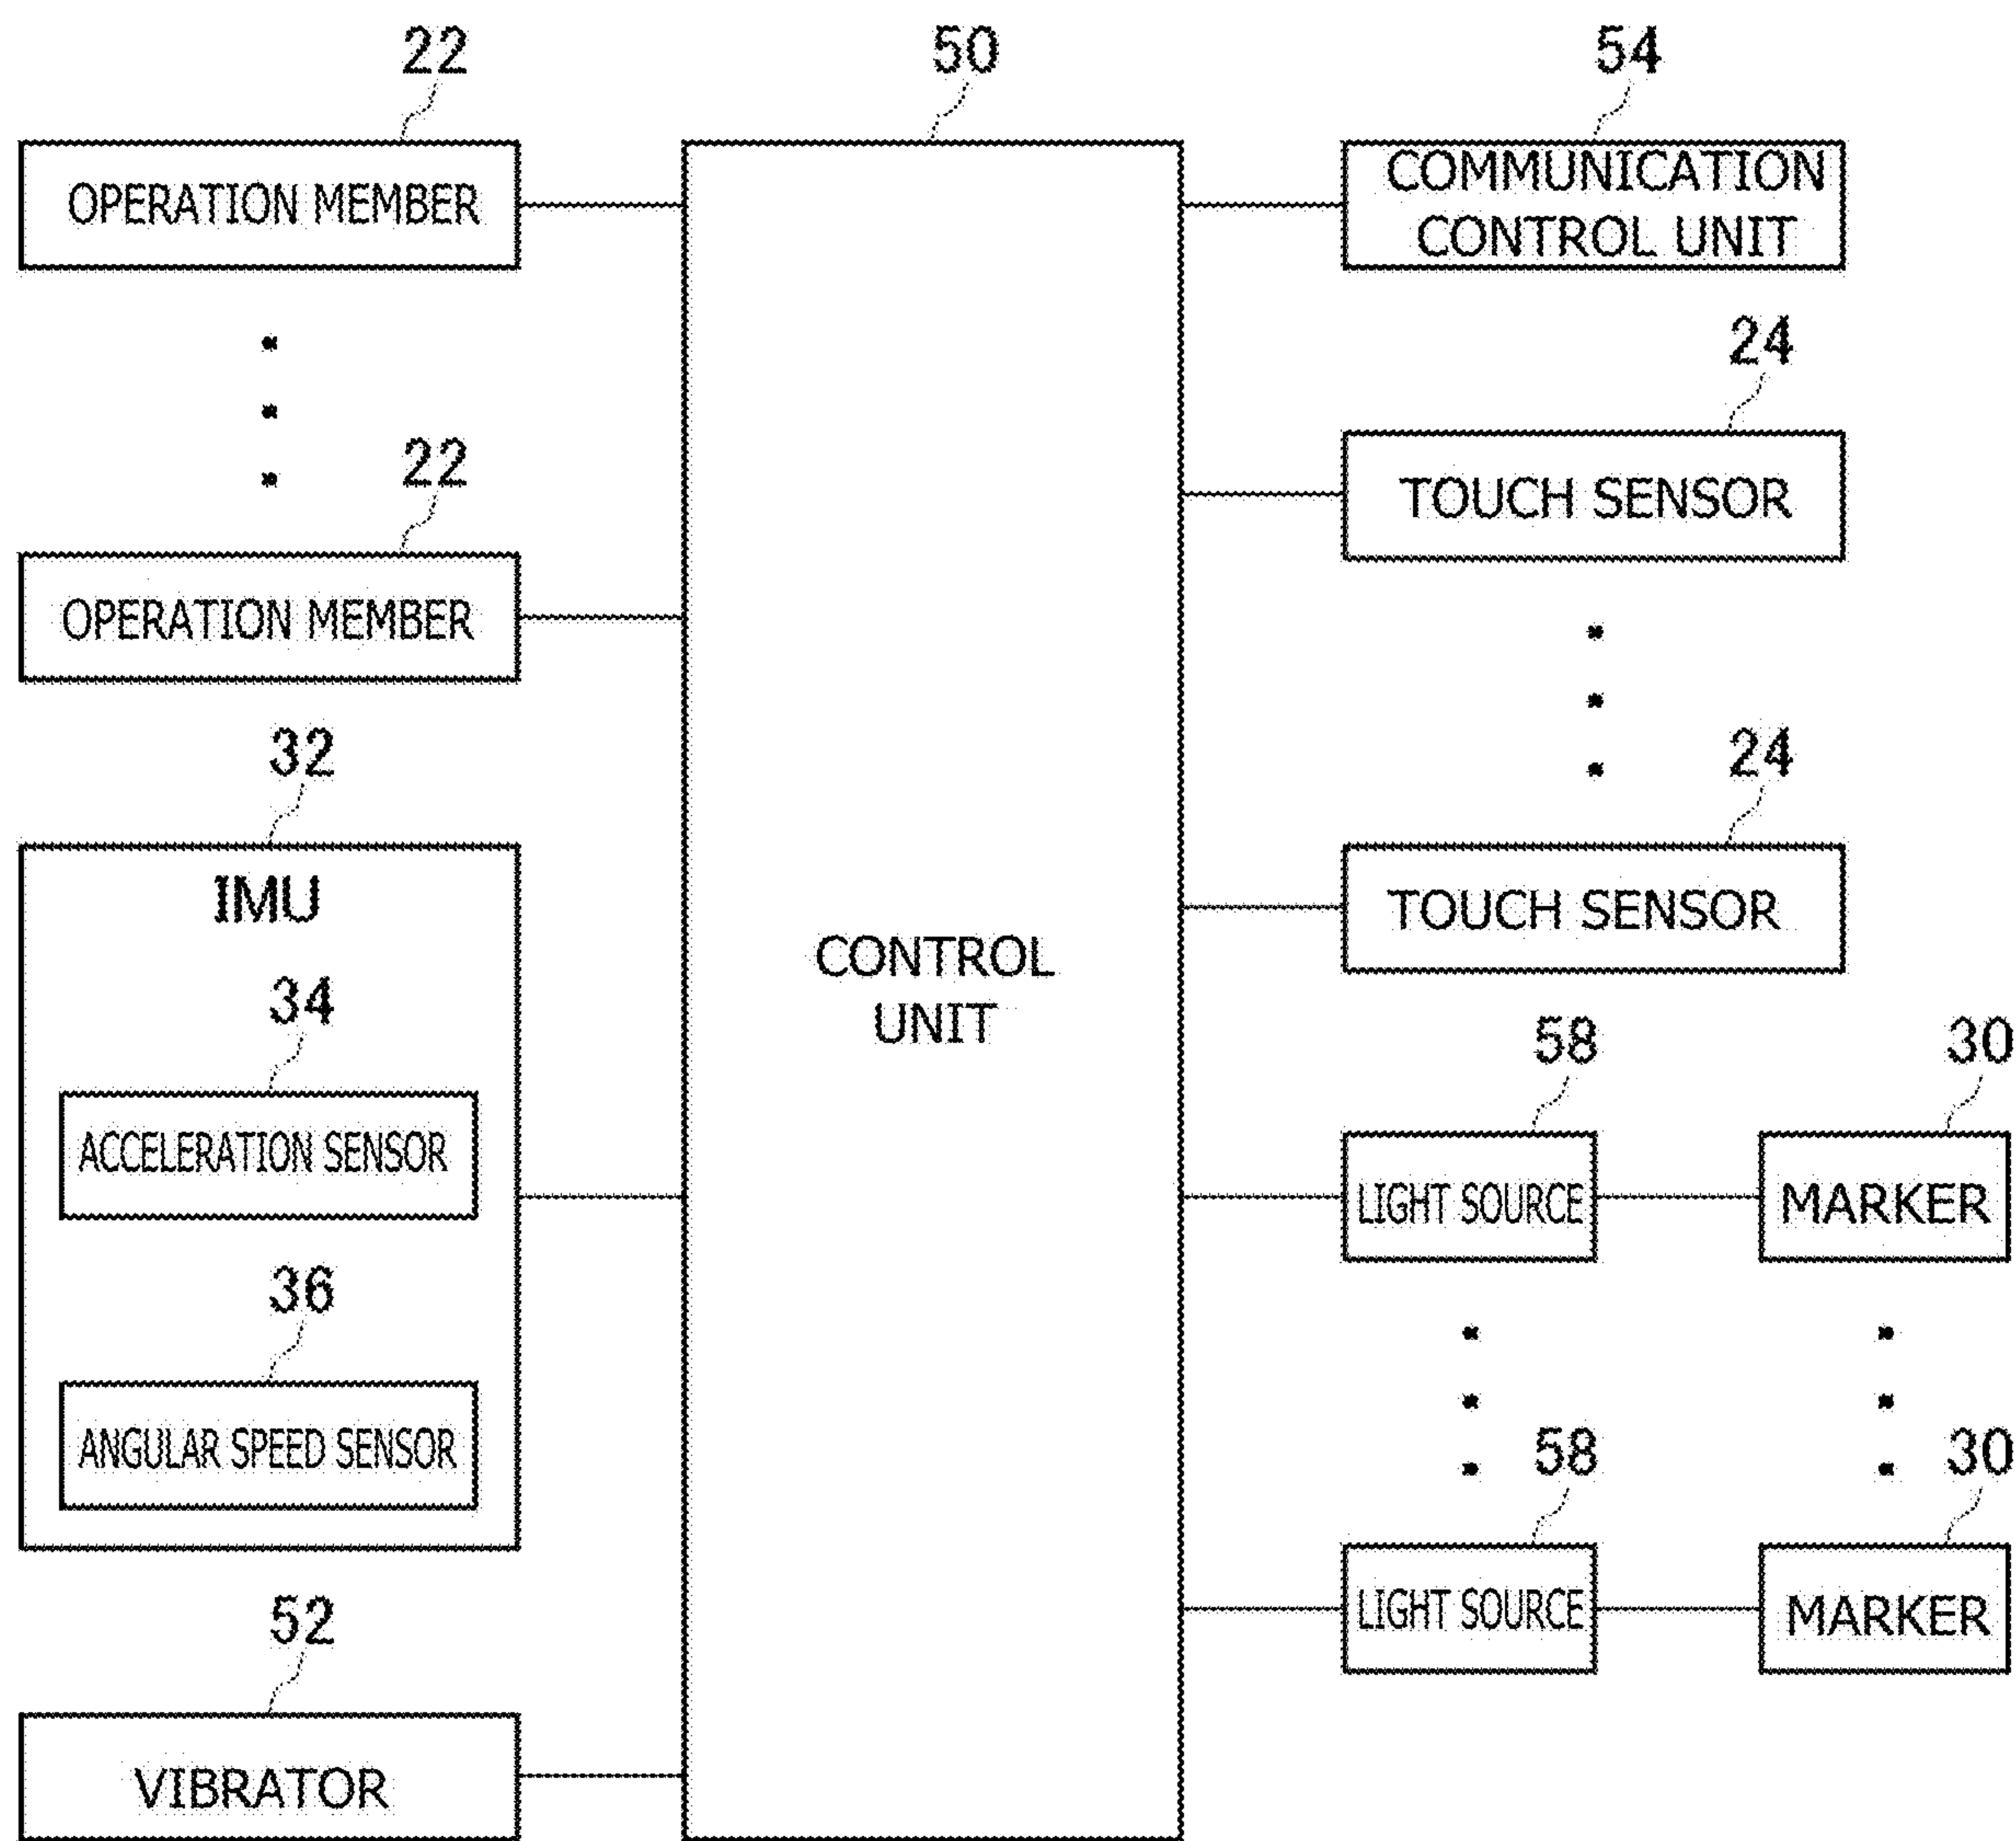 22
OPERATION MEMBER
22
OPERATION MEMBER
32
IMU
34
ACCELERATION SENSOR
36
ANGULAR SPEED SENSOR
52
VIBRATOR
50
CONTROL
UNIT
54
COMMUNICATION
CONTROL UNIT
24
TOUCH SENSOR
24
TOUCH SENSOR
58
LIGHT SOURCE
30
MARKER
58
LIGHT SOURCE
30
MARKER